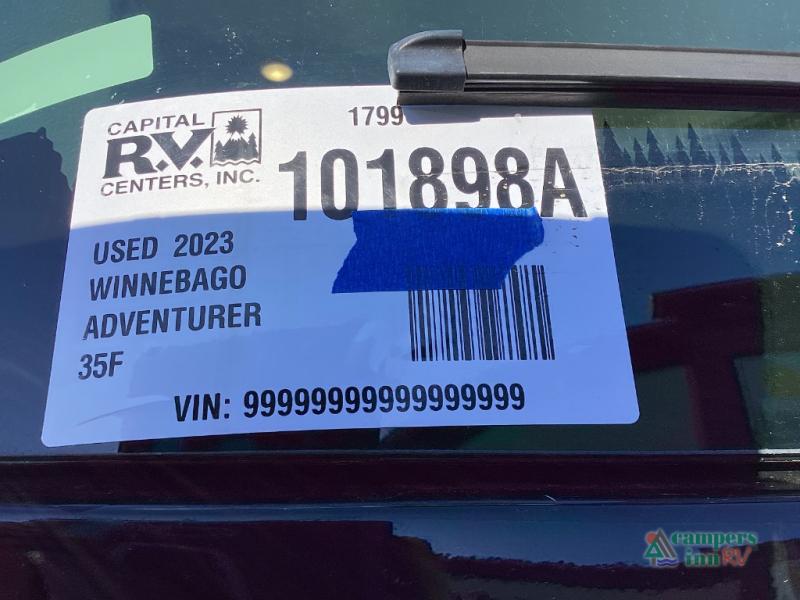 CAPITAL
R.V.
CENTERS, INC.
1799
101898A
USED 2023
WINNEBAGO
ADVENTURER
35F
VIN: 99999999999999999
campers
inn RV